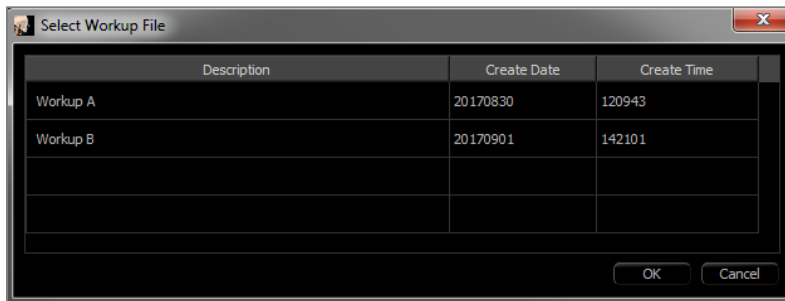 Select Workup File
Description Create Date Create Time
Workup A 20170830 120943
Workup B 20170901 142101
OK Cancel